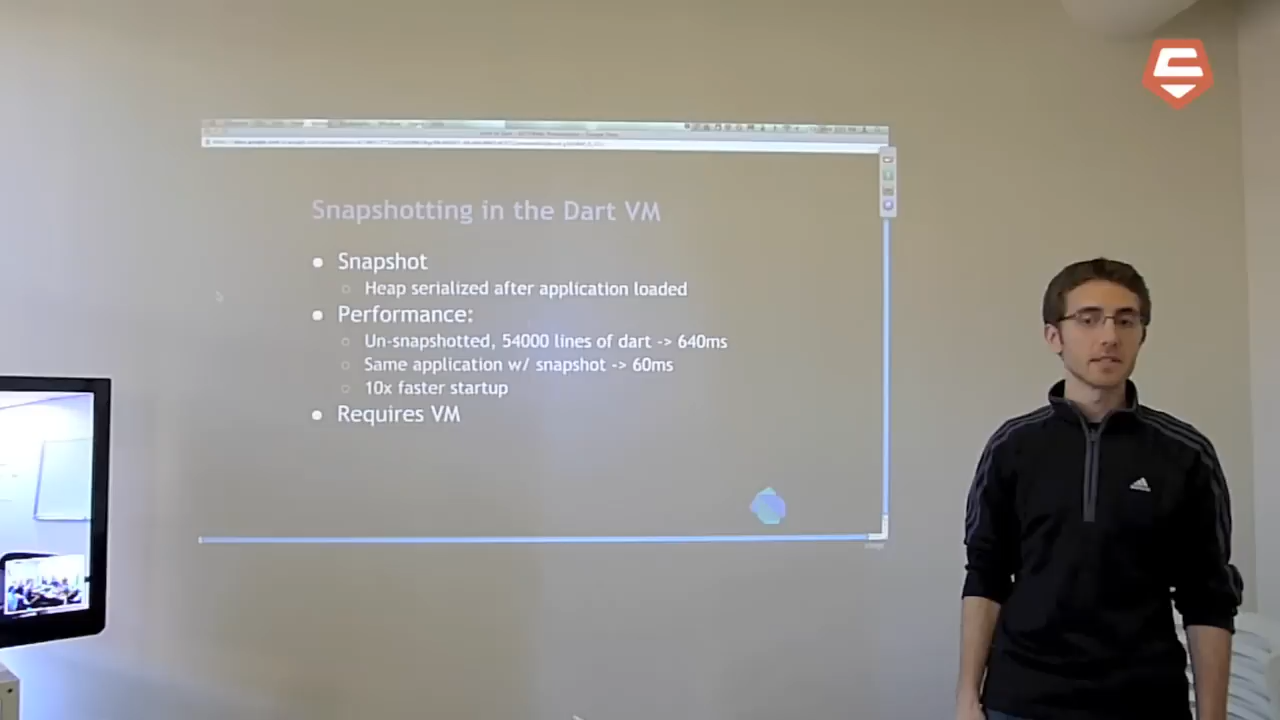 Snapshotting in the Dart VM
● Snapshot
○ Heap serialized after application loaded
● Performance:
○ Un-snapshotted, 54000 lines of dart -> 640ms
○ Same application w/ snapshot -> 60ms
○ 10x faster startup
● Requires VM
adidas